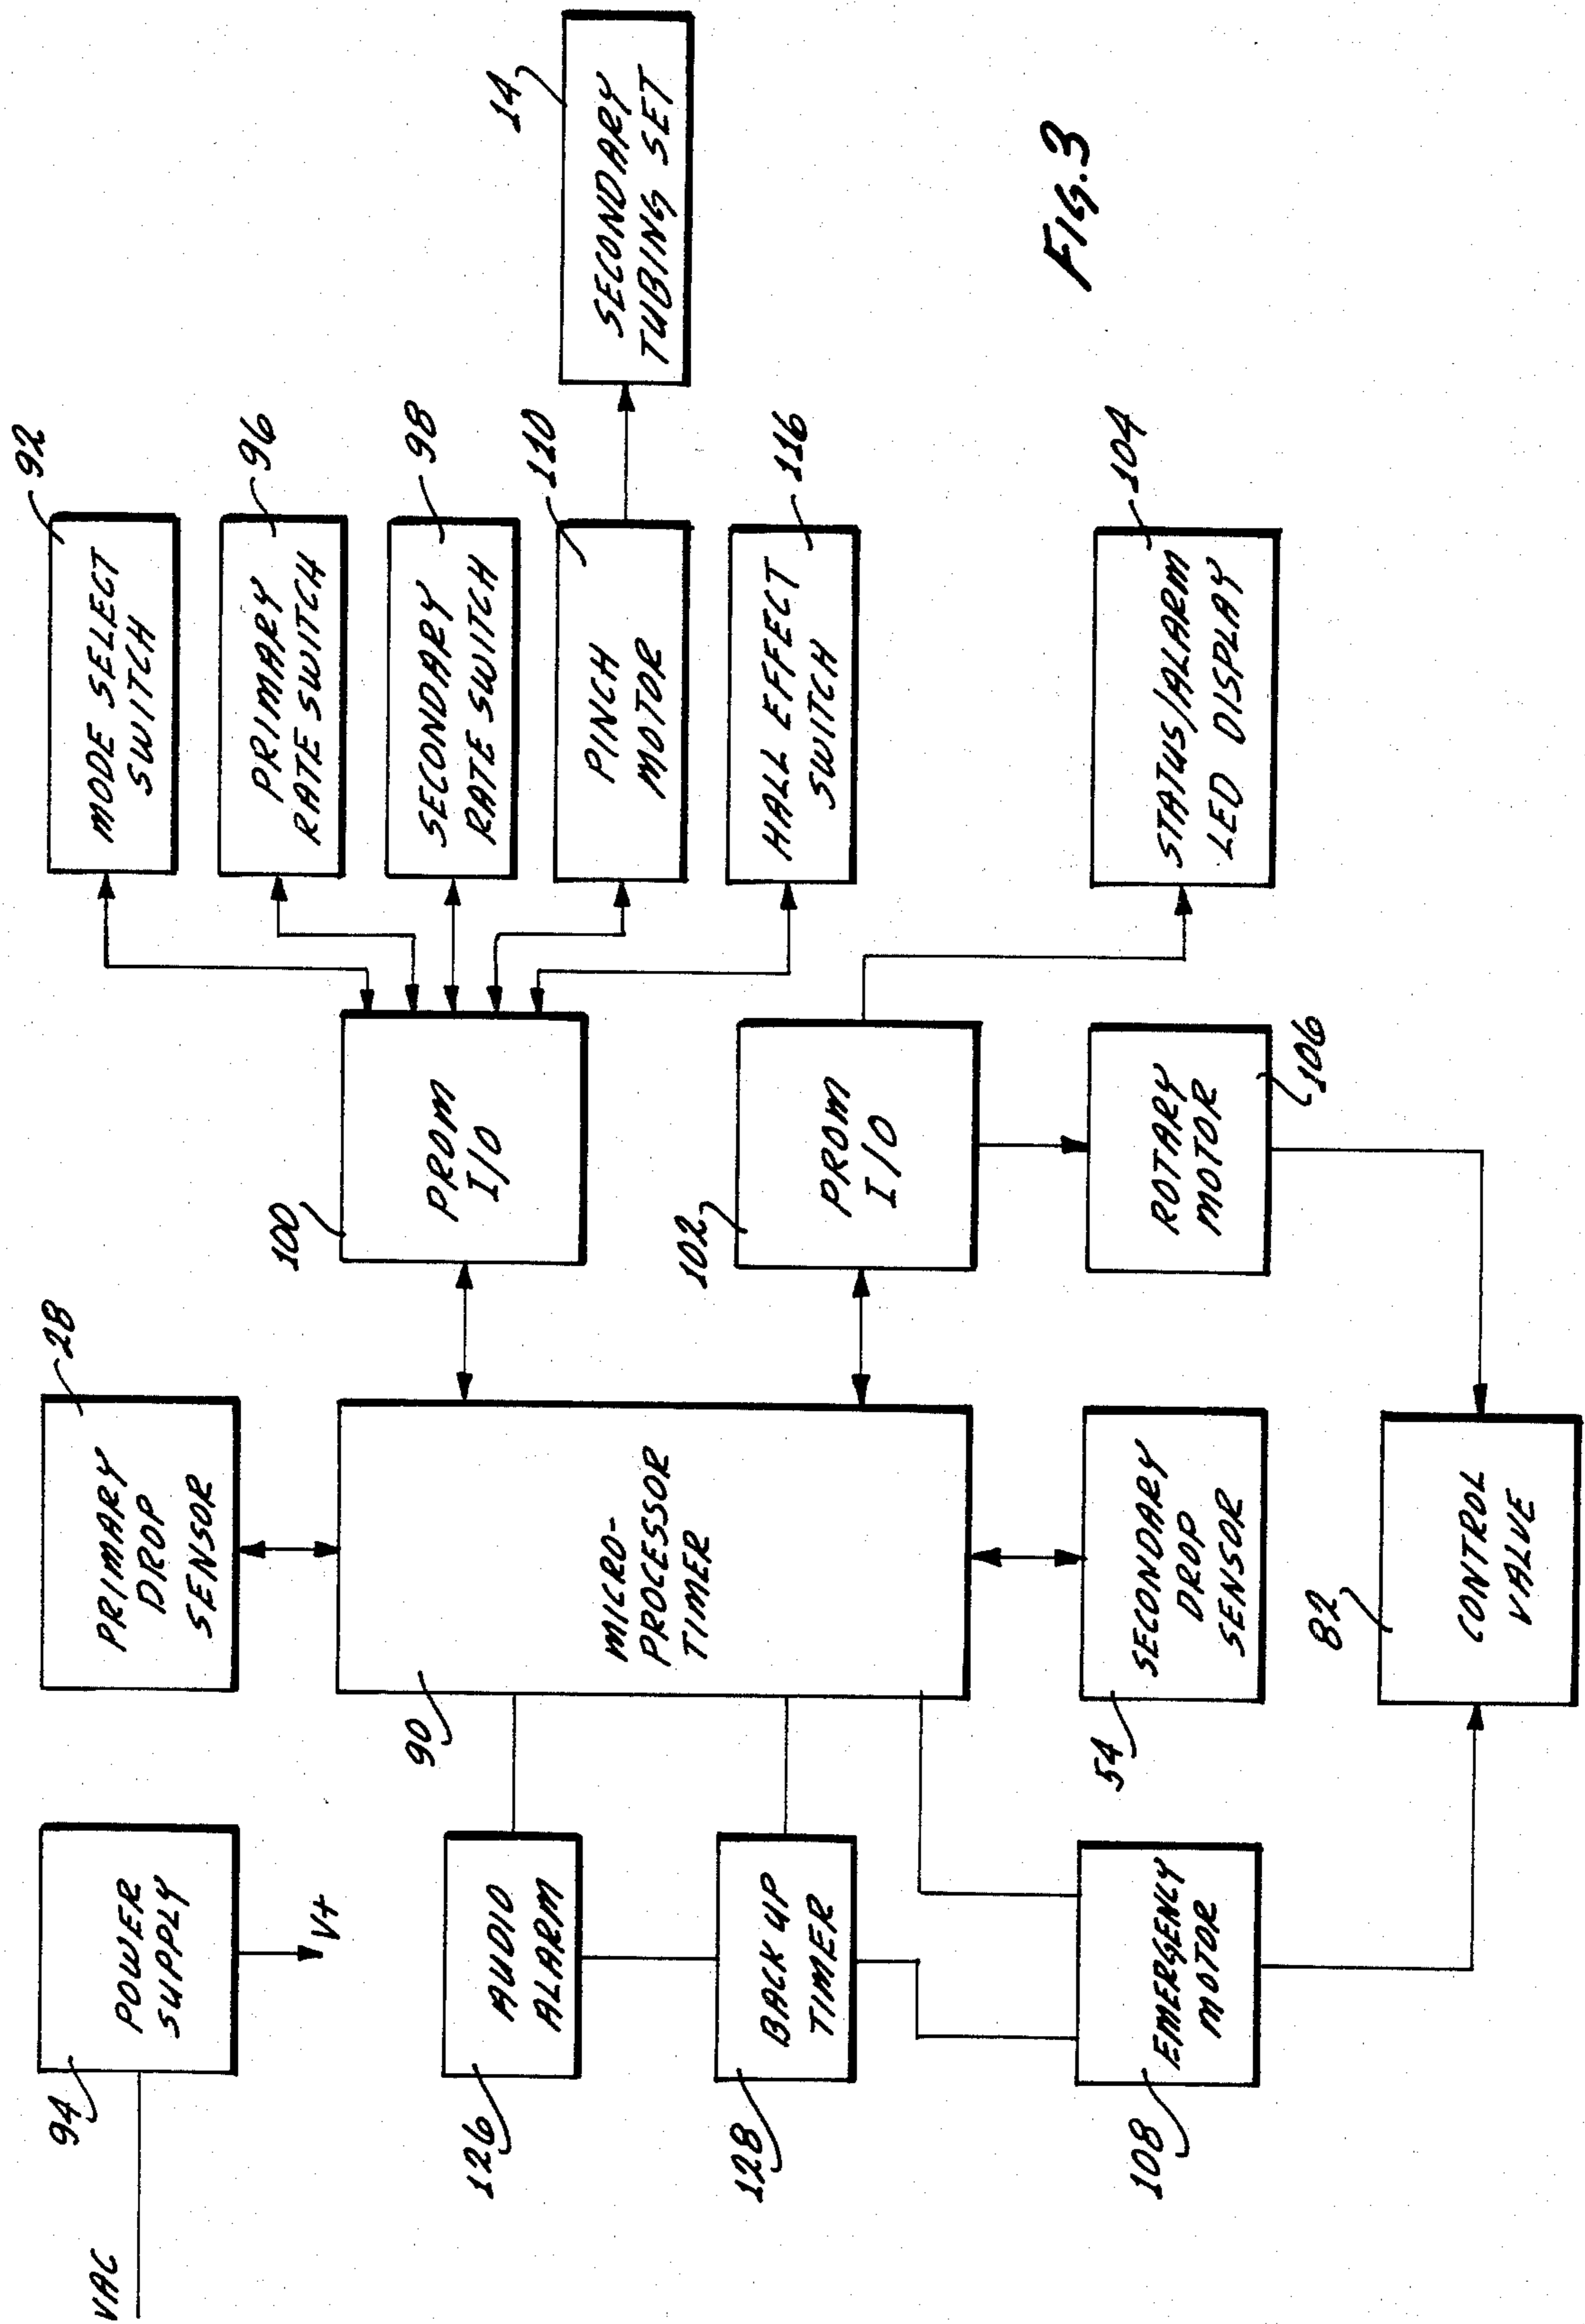 VAC
94
POWER
SUPPLY
V+
28
PRIMARY
DROP
SENSOR
92
MODE SELECT
SWITCH
96
PRIMARY
RATE SWITCH
98
SECONDARY
RATE SWITCH
110
PINCH
MOTOR
14
SECONDARY
TUBING SET
116
HALL EFFECT
SWITCH
100
PROM
I/O
90
MICRO-
PROCESSOR
TIMER
126
AUDIO
ALARM
128
BACK UP
TIMER
102
PROM
I/O
104
STATUS/ALARM
LED DISPLAY
108
EMERGENCY
MOTOR
54
SECONDARY
DROP
SENSOR
ROTARY
MOTOR
106
82
CONTROL
VALVE
FIG. 3